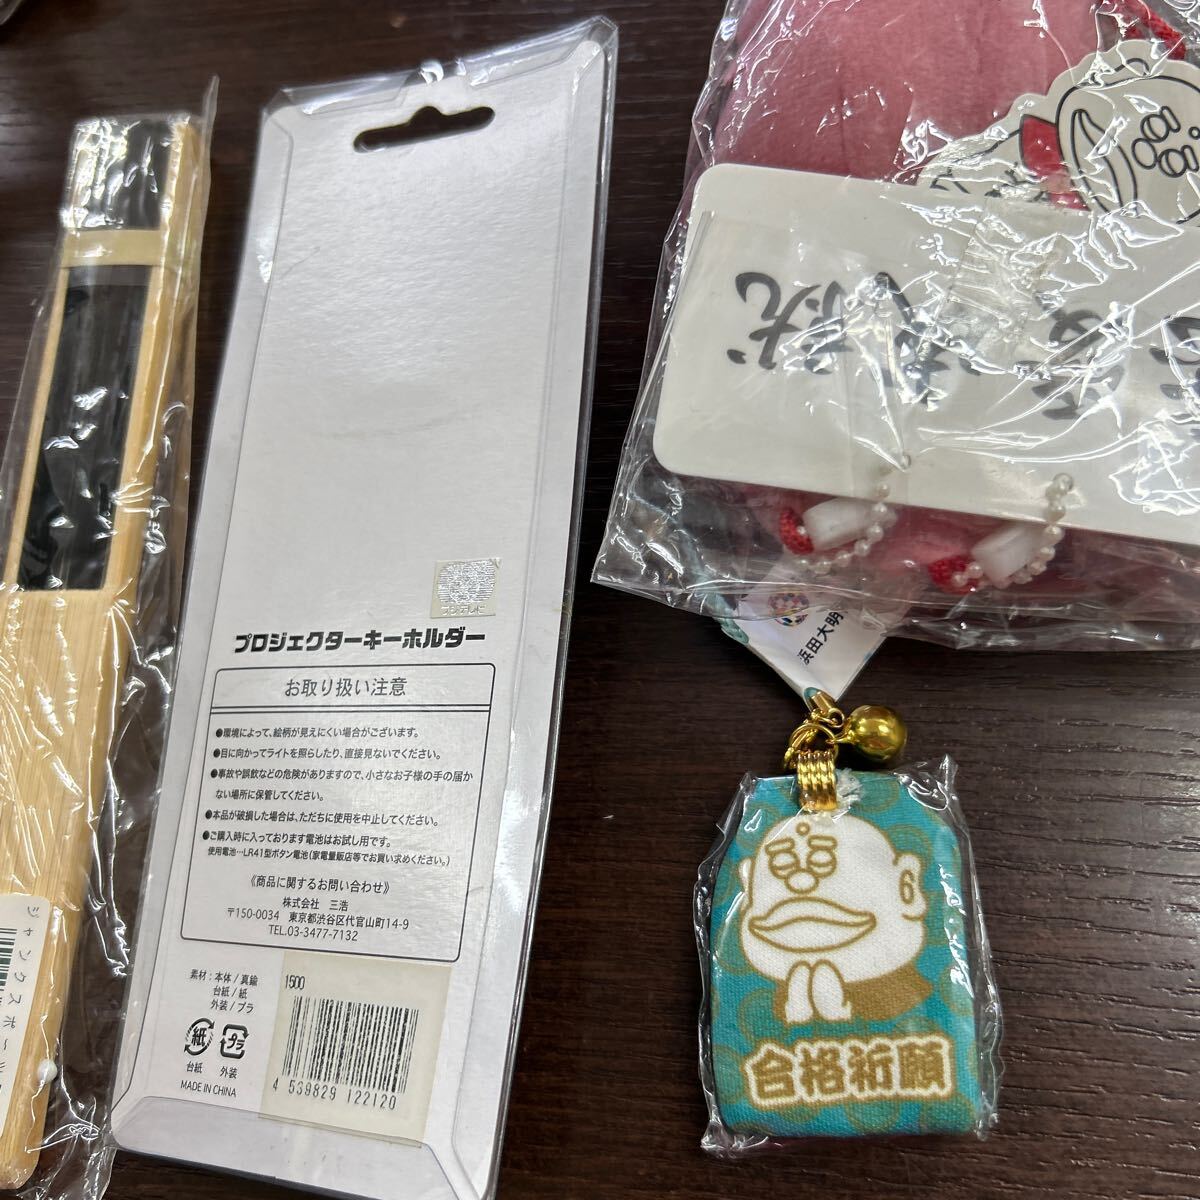 フジテレビ
プロジェクターキーホルダー
お取り扱い注意
●環境によって、絵柄が見えにくい場合がございます。
●目に向かってライトを照らしたり、直接見ないでください。
●事故や誤飲などの危険がありますので、小さなお子様の手の届か
ない場所に保管してください。
●本品が破損した場合は、ただちに使用を中止してください。
●ご購入時に入っております電池はお試し用です。
使用電池…LR41型ボタン電池(家電量販店等でお買い求めください。)
《商品に関するお問い合わせ》
株式会社 三浩
〒150-0034 東京都渋谷区代官山町14-9
TEL.03-3477-7132
素材:本体/真鍮
台紙/紙
外装/プラ
紙
プラ
台紙 外装
MADE IN CHINA
1500
4 539829 122120
ジャンクスポーツ
浜田大明
合格祈願